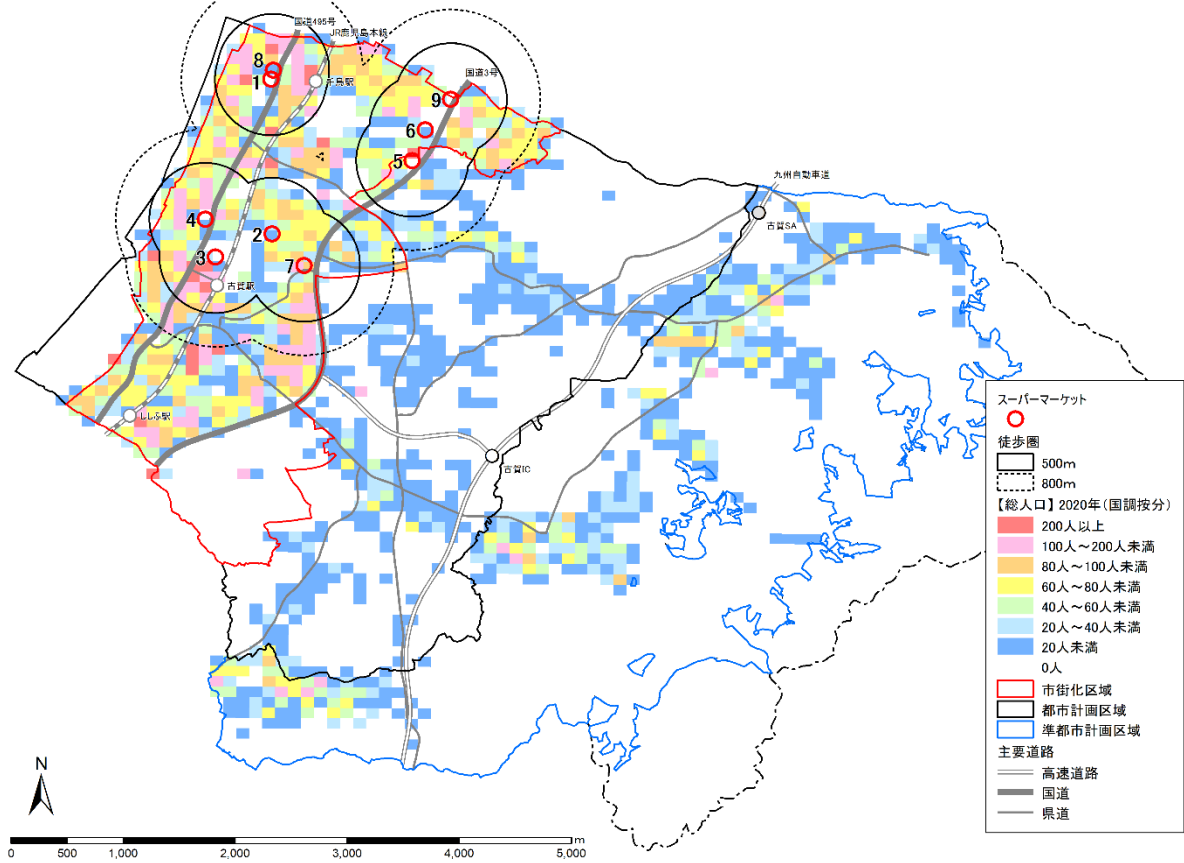 国道495号
JR鹿児島本線
8
1
千鳥駅
9
国道3号
6
5
九州自動車道
古賀SA
4
2
3
7
古賀駅
ししぶ駅
古賀IC
スーパーマーケット
徒歩圏
500m
800m
【総人口】 2020年(国調按分)
200人以上
100人～200人未満
80人～100人未満
60人～80人未満
40人～60人未満
20人～40人未満
20人未満
0人
市街化区域
都市計画区域
準都市計画区域
主要道路
高速道路
国道
県道
N
m
0 500 1,000 2,000 3,000 4,000 5,000